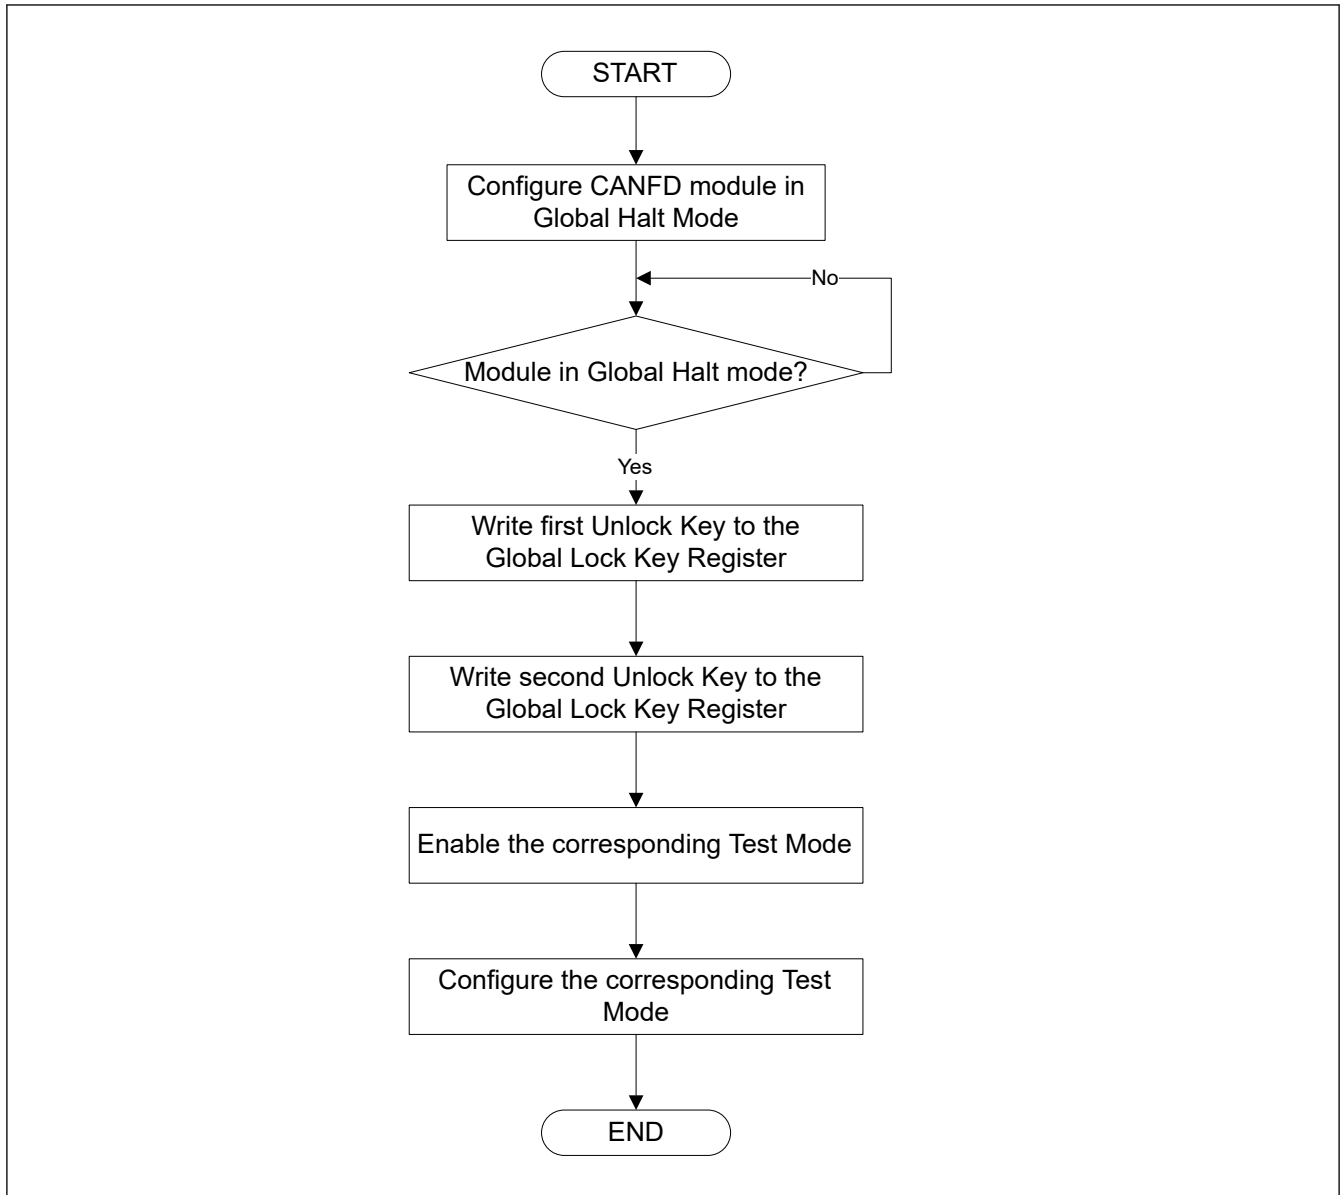 START
Configure CANFD module in
Global Halt Mode
No
Module in Global Halt mode?
Yes
Write first Unlock Key to the
Global Lock Key Register
Write second Unlock Key to the
Global Lock Key Register
Enable the corresponding Test Mode
Configure the corresponding Test
Mode
END